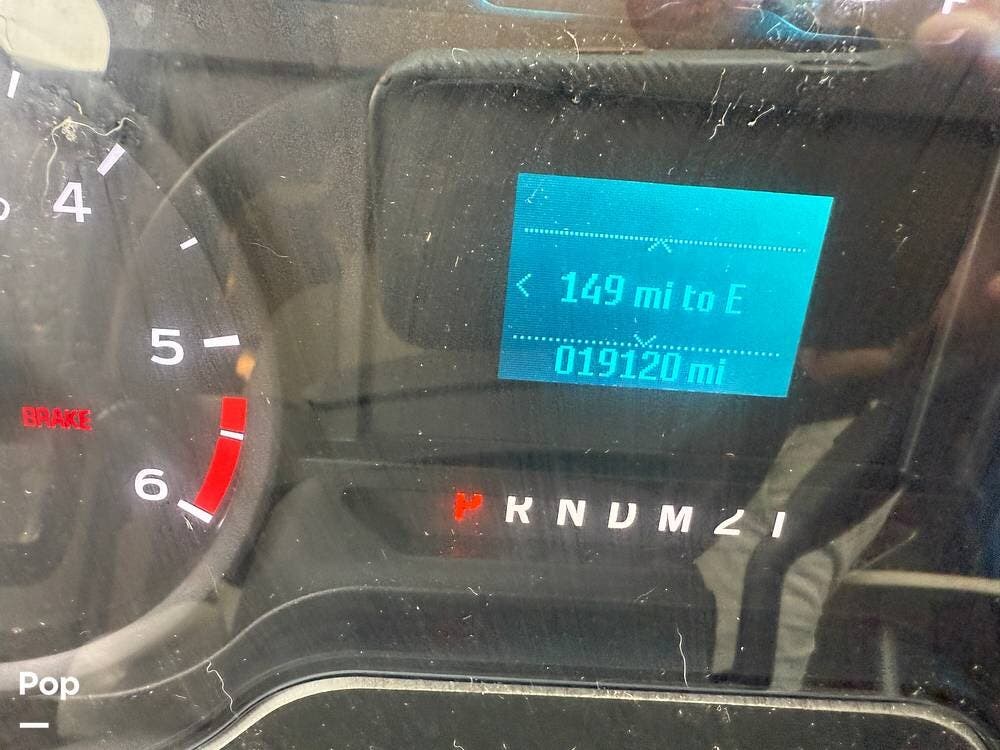 4
5
6
BRAKE
149 mi to E
019120 mi
P R N D M 2 1
Pop